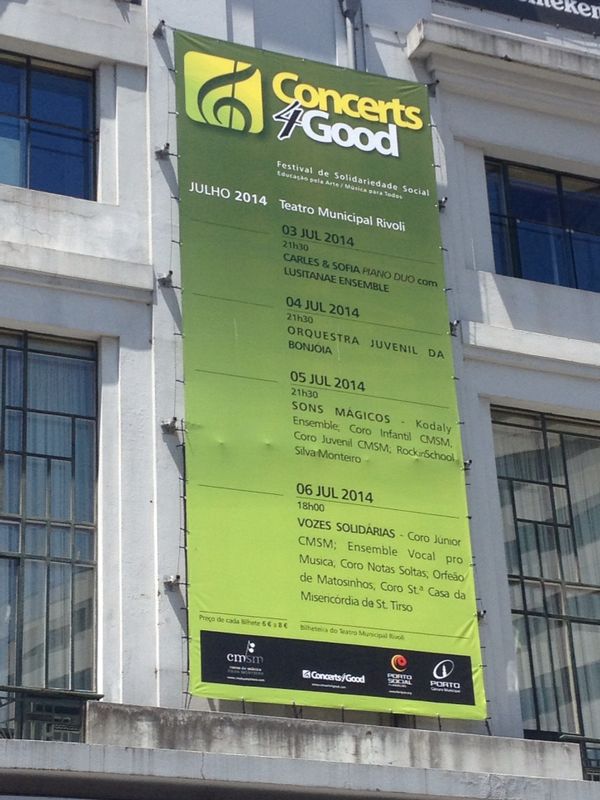 Heineken
Concerts
4Good
Festival de Solidariedade Social
Educação pela Arte / Música para Todos
JULHO 2014 Teatro Municipal Rivoli
03 JUL 2014
21h30
CARLES & SOFIA PIANO DUO com
LUSITANAE ENSEMBLE
04 JUL 2014
21h30
ORQUESTRA JUVENIL DA
BONJÓIA
05 JUL 2014
21h30
SONS MÁGICOS - Kodaly
Ensemble; Coro Infantil CMSM,
Coro Juvenil CMSM; RockinSchool
Silva Monteiro
06 JUL 2014
18h00
VOZES SOLIDÁRIAS - Coro Júnior
CMSM; Ensemble Vocal pro
Musica; Coro Notas Soltas; Orfeão
de Matosinhos; Coro St.ª Casa da
Misericórdia de St. Tirso
Preço de cada Bilhete 6 € a 8 € Bilheteira do Teatro Municipal Rivoli
cmsm
Concerts4Good
PORTO
SOCIAL
PORTO
Câmara Municipal